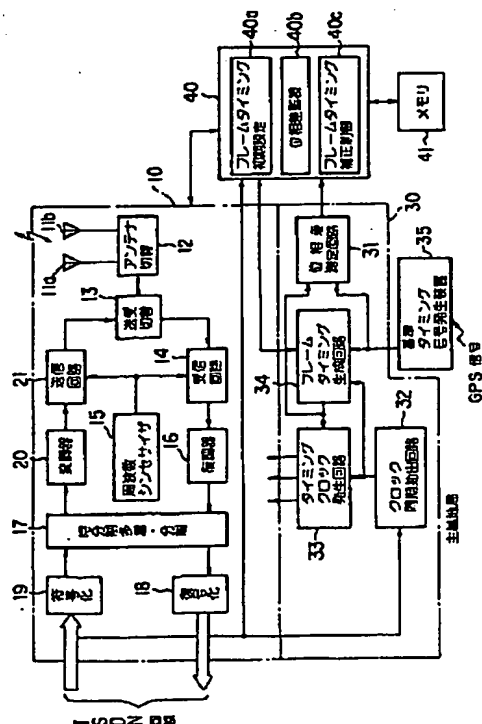 10
11a
11b
アンテナ
切替
12
13
送受
切替
21
送信
回路
14
受信
回路
15
周波数
シンセサイザ
20
変調器
16
復調器
17
時分割多重・分離
19
符号化
18
復号化
ISDN回線
40
40a
フレームタイミング
初期設定
40b
位相差監視
40c
フレームタイミング
補正制御
メモリ
41
30
31
位相差
測定回路
34
フレーム
タイミング
生成回路
33
タイミング
クロック
発生回路
32
クロック
同期抽出回路
35
基準
タイミング
信号発生装置
GPS信号
主基地局